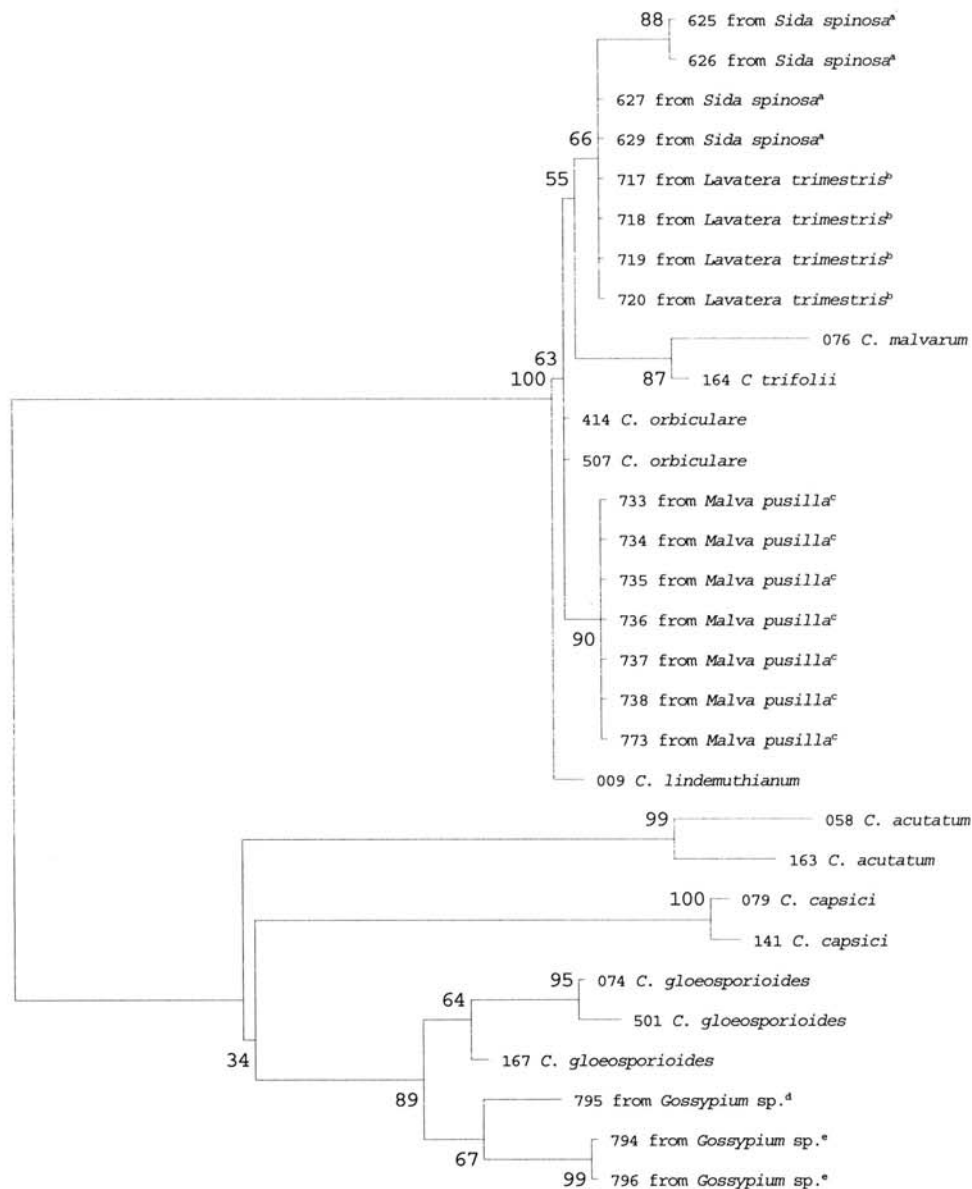 88
625 from Sida spinosaᵃ
626 from Sida spinosaᵃ
627 from Sida spinosaᵃ
66
629 from Sida spinosaᵃ
55
717 from Lavatera trimestrisᵇ
718 from Lavatera trimestrisᵇ
719 from Lavatera trimestrisᵇ
720 from Lavatera trimestrisᵇ
076 C. malvarum
63
100
87
164 C trifolii
414 C. orbiculare
507 C. orbiculare
733 from Malva pusillaᶜ
734 from Malva pusillaᶜ
735 from Malva pusillaᶜ
736 from Malva pusillaᶜ
90
737 from Malva pusillaᶜ
738 from Malva pusillaᶜ
773 from Malva pusillaᶜ
009 C. lindemuthianum
99
058 C. acutatum
163 C. acutatum
100
079 C. capsici
141 C. capsici
95
074 C. gloeosporioides
64
501 C. gloeosporioides
34
167 C. gloeosporioides
89
795 from Gossypium sp.ᵈ
794 from Gossypium sp.ᵉ
67
99
796 from Gossypium sp.ᵉ